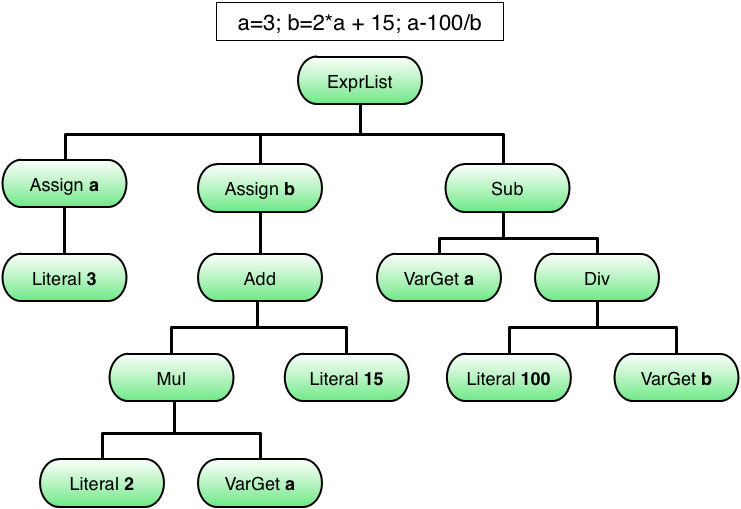 a=3; b=2*a + 15; a-100/b
ExprList
Assign a
Assign b
Sub
Literal 3
Add
VarGet a
Div
Mul
Literal 15
Literal 100
VarGet b
Literal 2
VarGet a